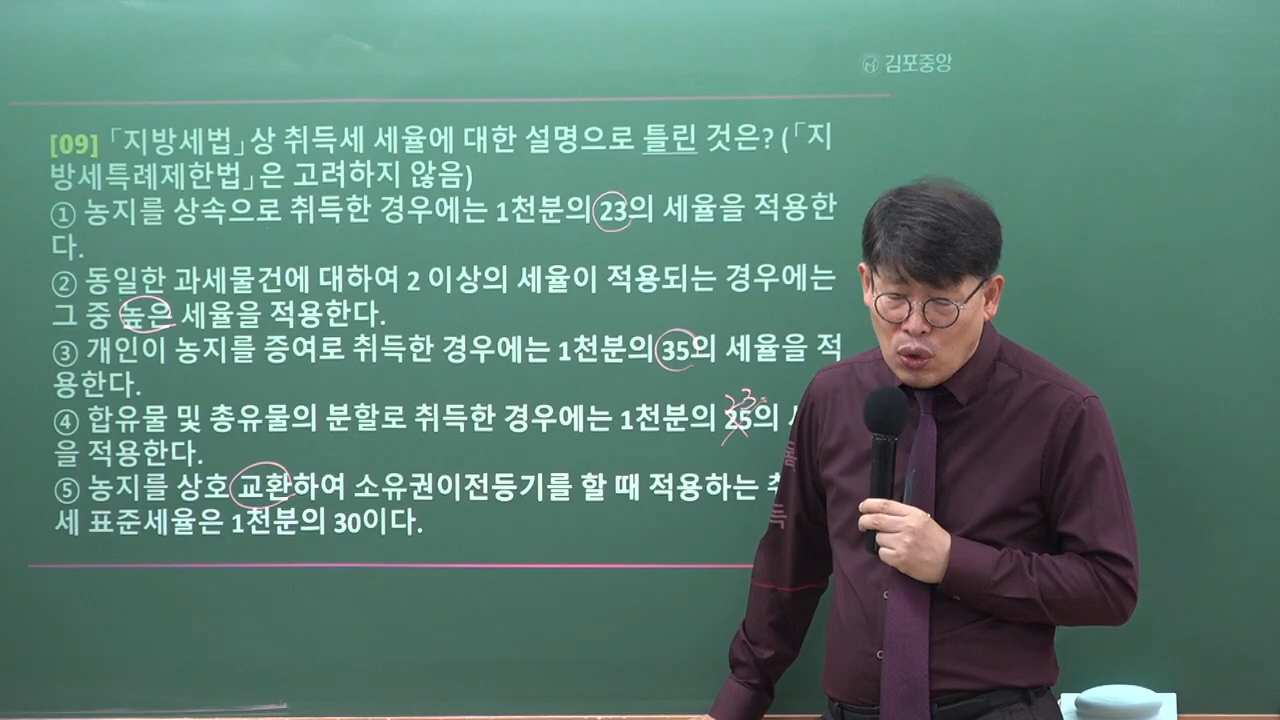 김포중앙
[09] 「지방세법」상 취득세 세율에 대한 설명으로 틀린 것은? (「지
방세특례제한법」은 고려하지 않음)
① 농지를 상속으로 취득한 경우에는 1천분의 23의 세율을 적용한
다.
② 동일한 과세물건에 대하여 2 이상의 세율이 적용되는 경우에는
그 중 높은 세율을 적용한다.
③ 개인이 농지를 증여로 취득한 경우에는 1천분의 35의 세율을 적
용한다.
23
④ 합유물 및 총유물의 분할로 취득한 경우에는 1천분의 25의
을 적용한다.
⑤ 농지를 상호 교환하여 소유권이전등기를 할 때 적용하는
세 표준세율은 1천분의 30이다.